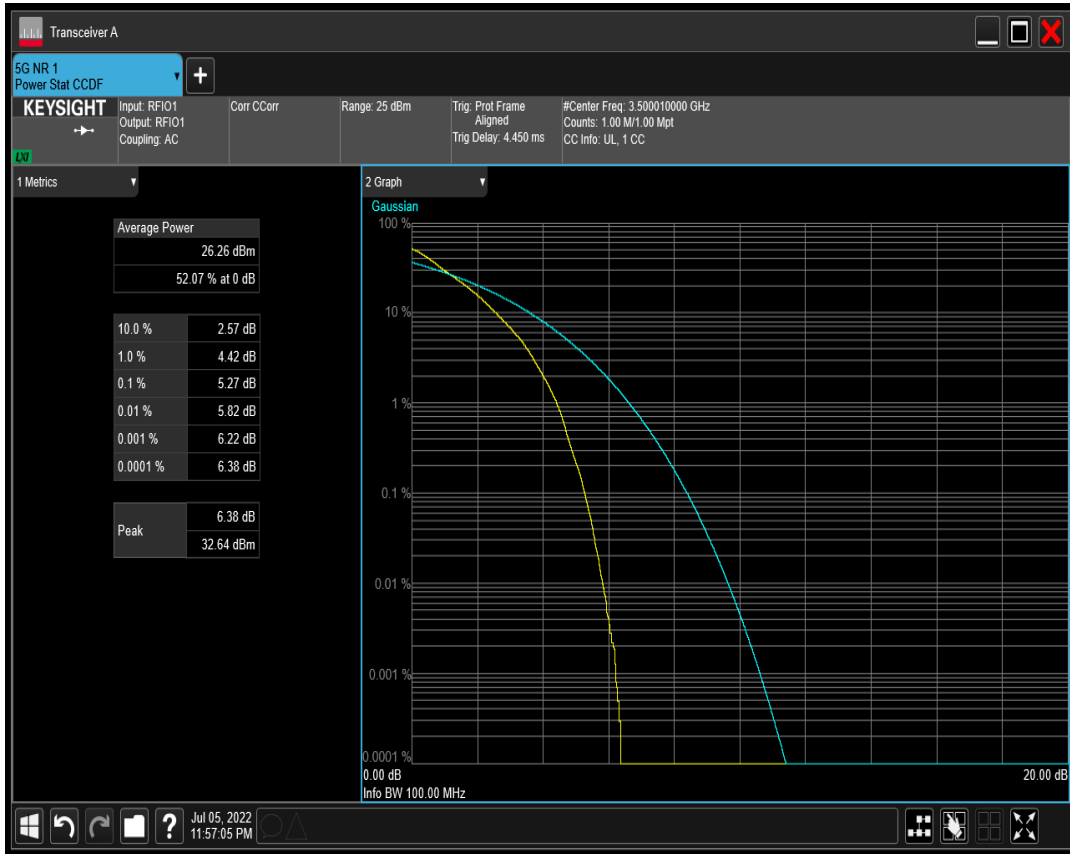 Transceiver A
5G NR 1
Power Stat CCDF
+
KEYSIGHT
LXI
Input: RFIO1
Output: RFIO1
Coupling: AC
Corr CCorr
Range: 25 dBm
Trig: Prot Frame
Aligned
Trig Delay: 4.450 ms
#Center Freq: 3.500010000 GHz
Counts: 1.00 M/1.00 Mpt
CC Info: UL, 1 CC
1 Metrics
Average Power
26.26 dBm
52.07 % at 0 dB
10.0 % 2.57 dB
1.0 % 4.42 dB
0.1 % 5.27 dB
0.01 % 5.82 dB
0.001 % 6.22 dB
0.0001 % 6.38 dB
Peak
6.38 dB
32.64 dBm
2 Graph
Gaussian
100 %
10 %
1 %
0.1 %
0.01 %
0.001 %
0.0001 %
0.00 dB 20.00 dB
Info BW 100.00 MHz
?
Jul 05, 2022
11:57:05 PM